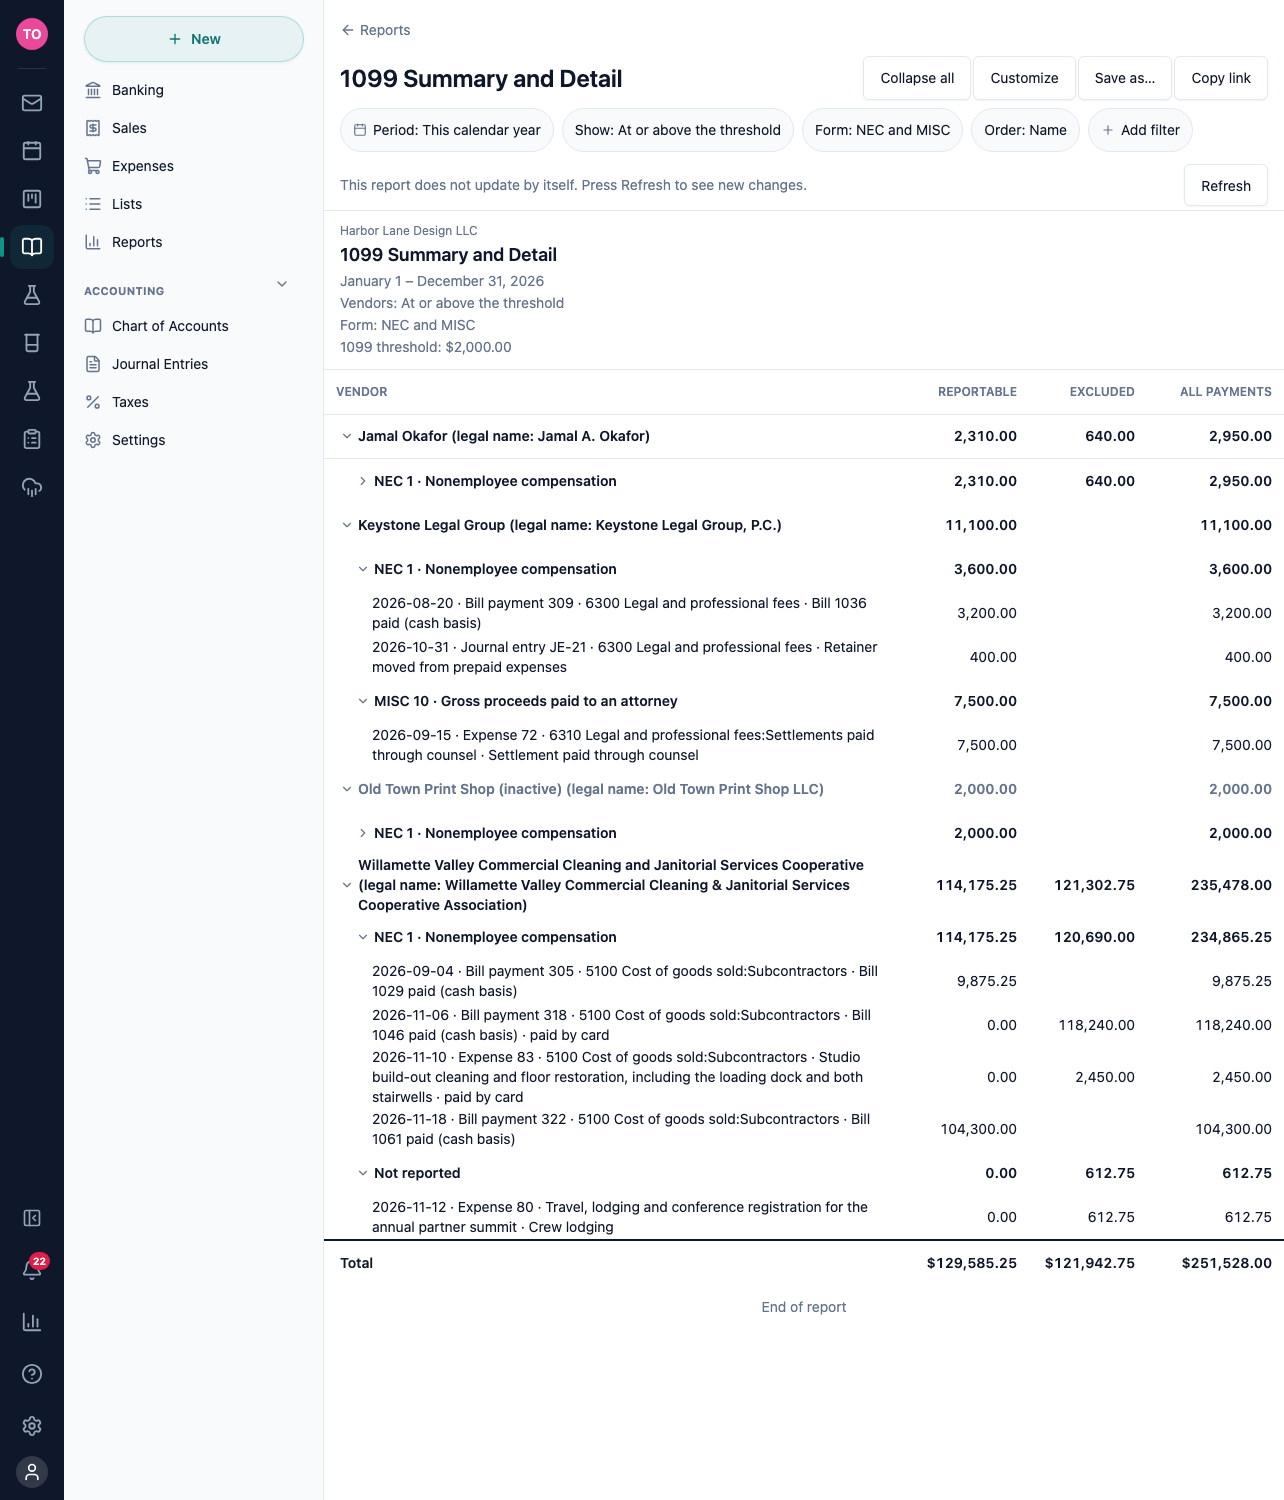 TO
New
Banking
Sales
Expenses
Lists
Reports
ACCOUNTING
Chart of Accounts
Journal Entries
Taxes
Settings
22
Reports
1099 Summary and Detail
Collapse all
Customize
Save as...
Copy link
Period: This calendar year
Show: At or above the threshold
Form: NEC and MISC
Order: Name
Add filter
This report does not update by itself. Press Refresh to see new changes.
Refresh
Harbor Lane Design LLC
1099 Summary and Detail
January 1 – December 31, 2026
Vendors: At or above the threshold
Form: NEC and MISC
1099 threshold: $2,000.00
VENDOR REPORTABLE EXCLUDED ALL PAYMENTS
Jamal Okafor (legal name: Jamal A. Okafor) 2,310.00 640.00 2,950.00
NEC 1 · Nonemployee compensation 2,310.00 640.00 2,950.00
Keystone Legal Group (legal name: Keystone Legal Group, P.C.) 11,100.00 11,100.00
NEC 1 · Nonemployee compensation 3,600.00 3,600.00
2026-08-20 · Bill payment 309 · 6300 Legal and professional fees · Bill 1036
paid (cash basis) 3,200.00 3,200.00
2026-10-31 · Journal entry JE-21 · 6300 Legal and professional fees · Retainer
moved from prepaid expenses 400.00 400.00
MISC 10 · Gross proceeds paid to an attorney 7,500.00 7,500.00
2026-09-15 · Expense 72 · 6310 Legal and professional fees:Settlements paid
through counsel · Settlement paid through counsel 7,500.00 7,500.00
Old Town Print Shop (inactive) (legal name: Old Town Print Shop LLC) 2,000.00 2,000.00
NEC 1 · Nonemployee compensation 2,000.00 2,000.00
Willamette Valley Commercial Cleaning and Janitorial Services Cooperative
(legal name: Willamette Valley Commercial Cleaning & Janitorial Services 114,175.25 121,302.75 235,478.00
Cooperative Association)
NEC 1 · Nonemployee compensation 114,175.25 120,690.00 234,865.25
2026-09-04 · Bill payment 305 · 5100 Cost of goods sold:Subcontractors · Bill
1029 paid (cash basis) 9,875.25 9,875.25
2026-11-06 · Bill payment 318 · 5100 Cost of goods sold:Subcontractors · Bill
1046 paid (cash basis) · paid by card 0.00 118,240.00 118,240.00
2026-11-10 · Expense 83 · 5100 Cost of goods sold:Subcontractors · Studio
build-out cleaning and floor restoration, including the loading dock and both 0.00 2,450.00 2,450.00
stairwells · paid by card
2026-11-18 · Bill payment 322 · 5100 Cost of goods sold:Subcontractors · Bill
1061 paid (cash basis) 104,300.00 104,300.00
Not reported 0.00 612.75 612.75
2026-11-12 · Expense 80 · Travel, lodging and conference registration for the
annual partner summit · Crew lodging 0.00 612.75 612.75
Total $129,585.25 $121,942.75 $251,528.00
End of report